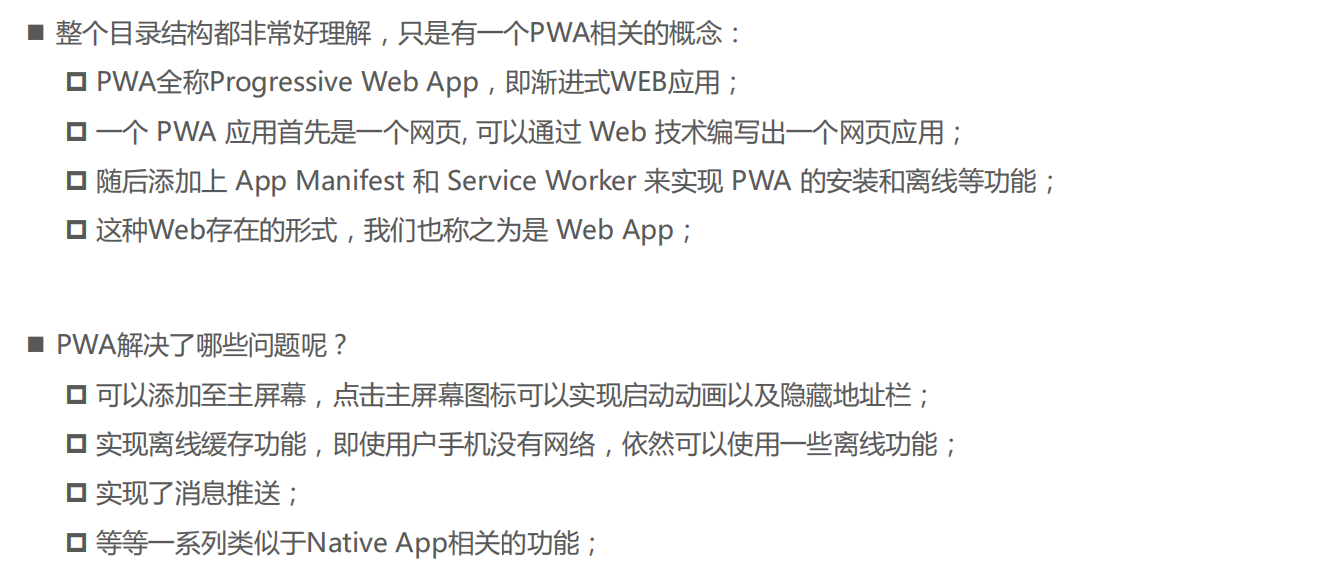 ■ 整个目录结构都非常好理解，只是有一个PWA相关的概念：
PWA全称Progressive Web App，即渐进式WEB应用；
一个 PWA 应用首先是一个网页, 可以通过 Web 技术编写出一个网页应用；
随后添加上 App Manifest 和 Service Worker 来实现 PWA 的安装和离线等功能；
这种Web存在的形式，我们也称之为是 Web App；
■ PWA解决了哪些问题呢？
可以添加至主屏幕，点击主屏幕图标可以实现启动动画以及隐藏地址栏；
实现离线缓存功能，即使用户手机没有网络，依然可以使用一些离线功能；
实现了消息推送；
等等一系列类似于Native App相关的功能；